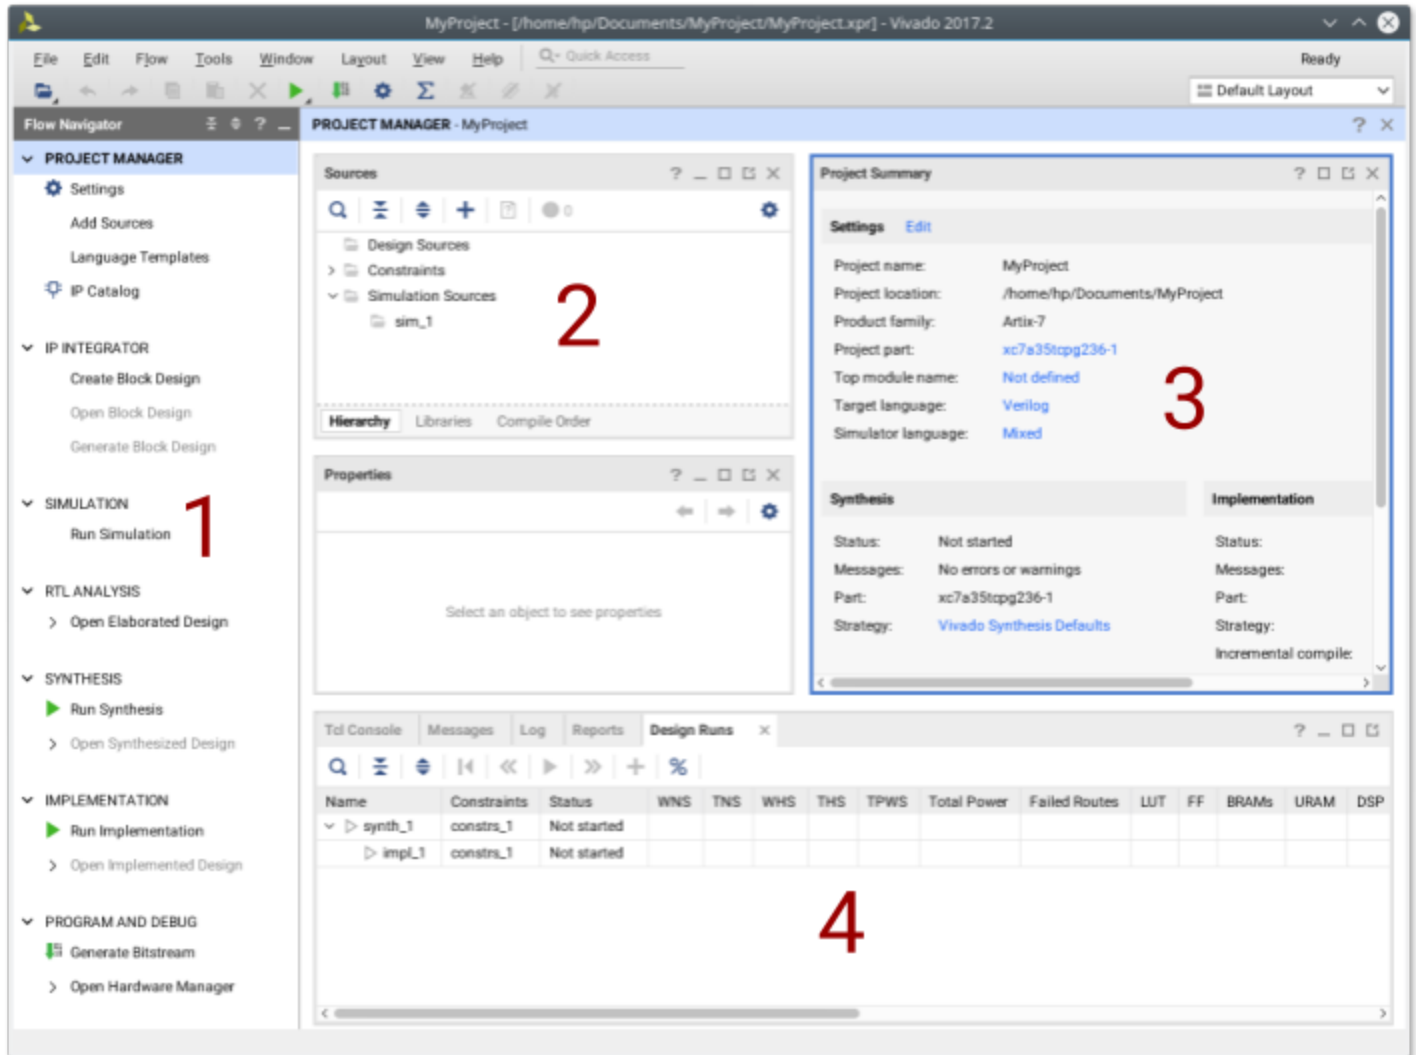 MyProject - [/home/hp/Documents/MyProject/MyProject.xpr] - Vivado 2017.2
File Edit Flow Tools Window Layout View Help Quick Access Ready
Default Layout
Flow Navigator ? _
PROJECT MANAGER
Settings
Add Sources
Language Templates
IP Catalog
IP INTEGRATOR
Create Block Design
Open Block Design
Generate Block Design
SIMULATION
Run Simulation
1
RTL ANALYSIS
Open Elaborated Design
SYNTHESIS
Run Synthesis
Open Synthesized Design
IMPLEMENTATION
Run Implementation
Open Implemented Design
PROGRAM AND DEBUG
Generate Bitstream
Open Hardware Manager
PROJECT MANAGER - MyProject ?
Sources ?
0
Design Sources
Constraints
Simulation Sources
sim_1
2
Hierarchy Libraries Compile Order
Properties ?
Select an object to see properties
Project Summary ?
Settings Edit
Project name: MyProject
Project location: /home/hp/Documents/MyProject
Product family: Artix-7
Project part: xc7a35tcpg236-1
Top module name: Not defined
Target language: Verilog
Simulator language: Mixed
3
Synthesis Implementation
Status: Not started Status:
Messages: No errors or warnings Messages:
Part: xc7a35tcpg236-1 Part:
Strategy: Vivado Synthesis Defaults Strategy:
Incremental compile:
Tcl Console Messages Log Reports Design Runs ?
%
Name Constraints Status WNS TNS WHS THS TPWS Total Power Failed Routes LUT FF BRAMs URAM DSP
synth_1 constrs_1 Not started
impl_1 constrs_1 Not started
4